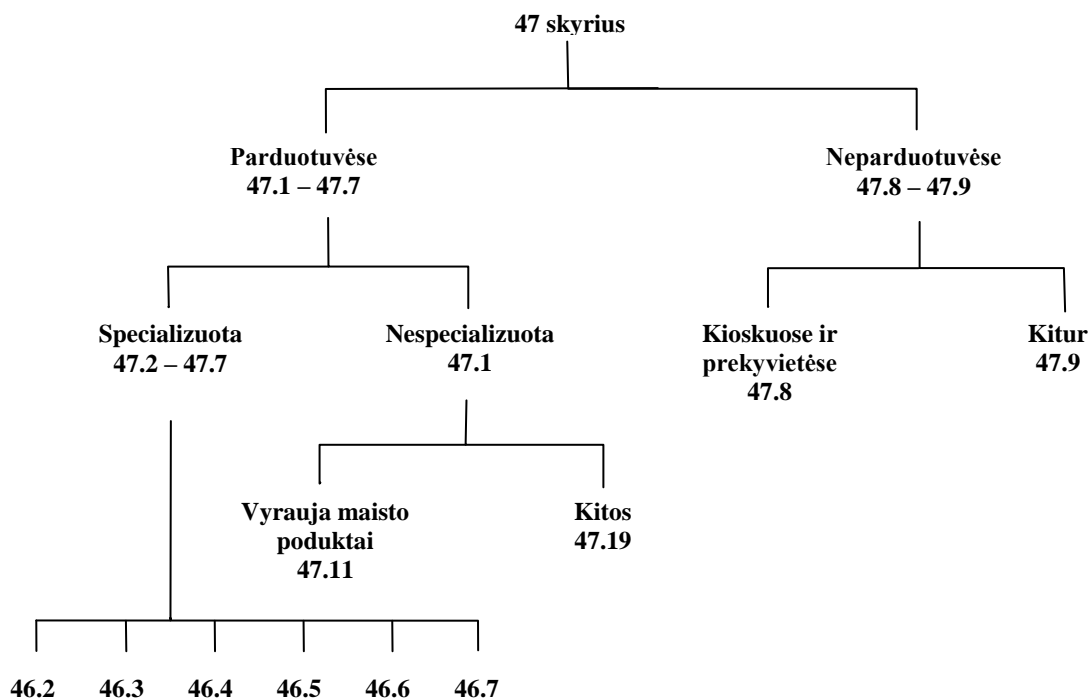 47 skyrius
Parduotuvėse
47.1 – 47.7
Neparduotuvėse
47.8 – 47.9
Specializuota
47.2 – 47.7
Nespecializuota
47.1
Kioskuose ir
prekyvietėse
47.8
Kitur
47.9
Vyrauja maisto
poduktai
47.11
Kitos
47.19
46.2 46.3 46.4 46.5 46.6 46.7